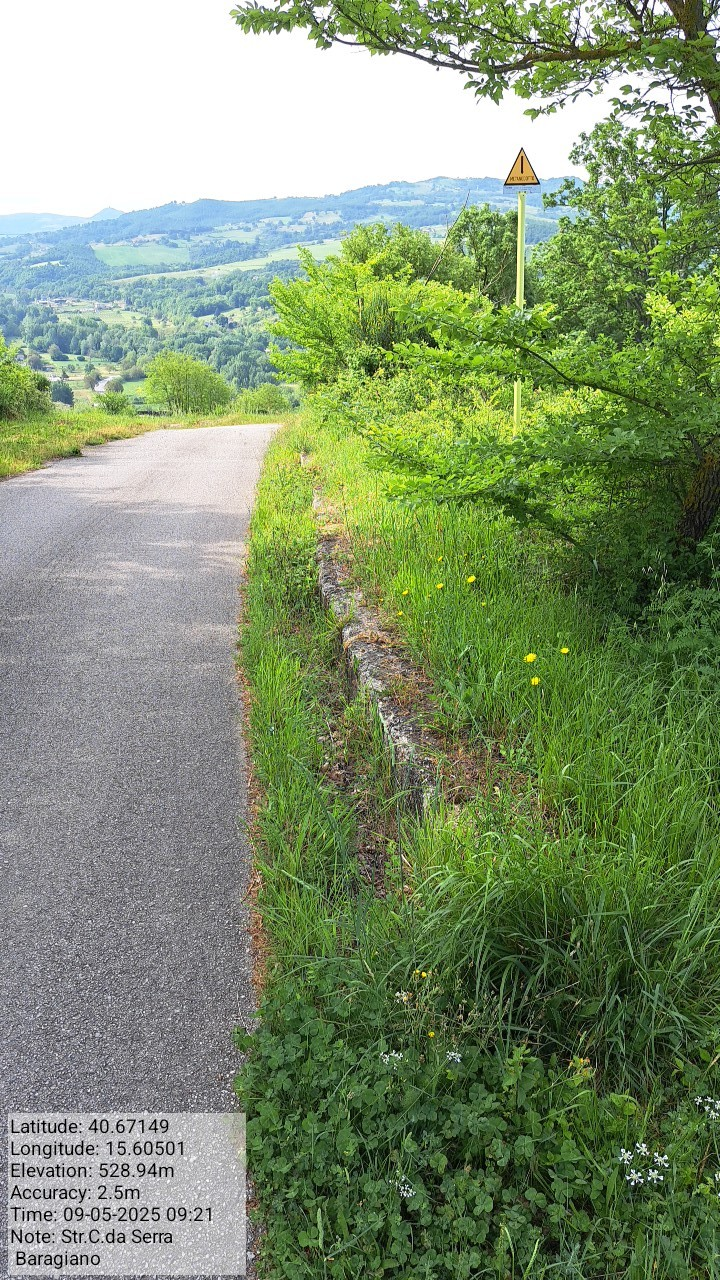 METANODOTTO
Latitude: 40.67149
Longitude: 15.60501
Elevation: 528.94m
Accuracy: 2.5m
Time: 09-05-2025 09:21
Note: Str.C.da Serra
Baragiano